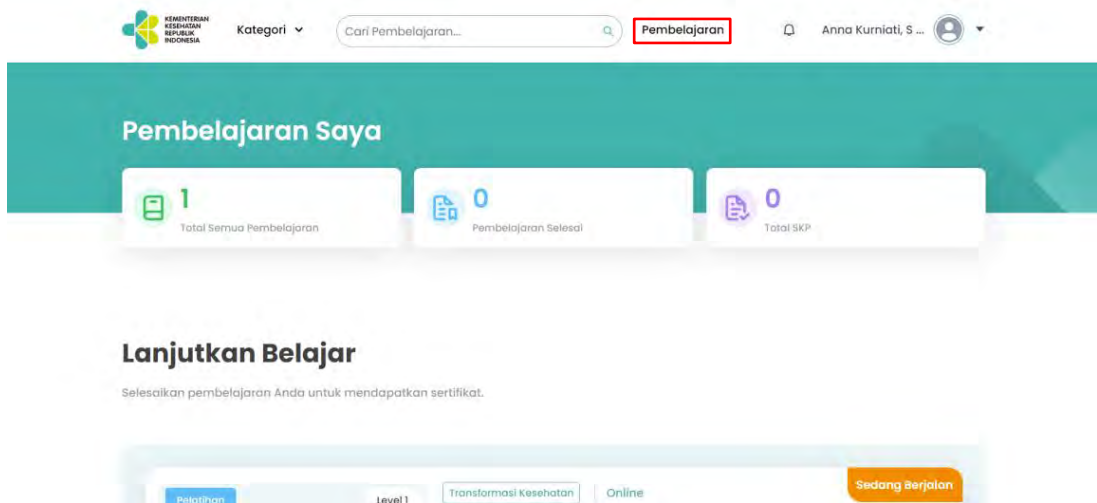 KEMENTERIAN
KESEHATAN
REPUBLIK
INDONESIA
Kategori
Cari Pembelajaran...
Pembelajaran
Anna Kurniati, S ...
Pembelajaran Saya
1
Total Semua Pembelajaran
0
Pembelajaran Selesai
0
Total SKP
Lanjutkan Belajar
Selesaikan pembelajaran Anda untuk mendapatkan sertifikat.
Pelatihan
Level 1
Transformasi Kesehatan
Online
Sedang Berjalan